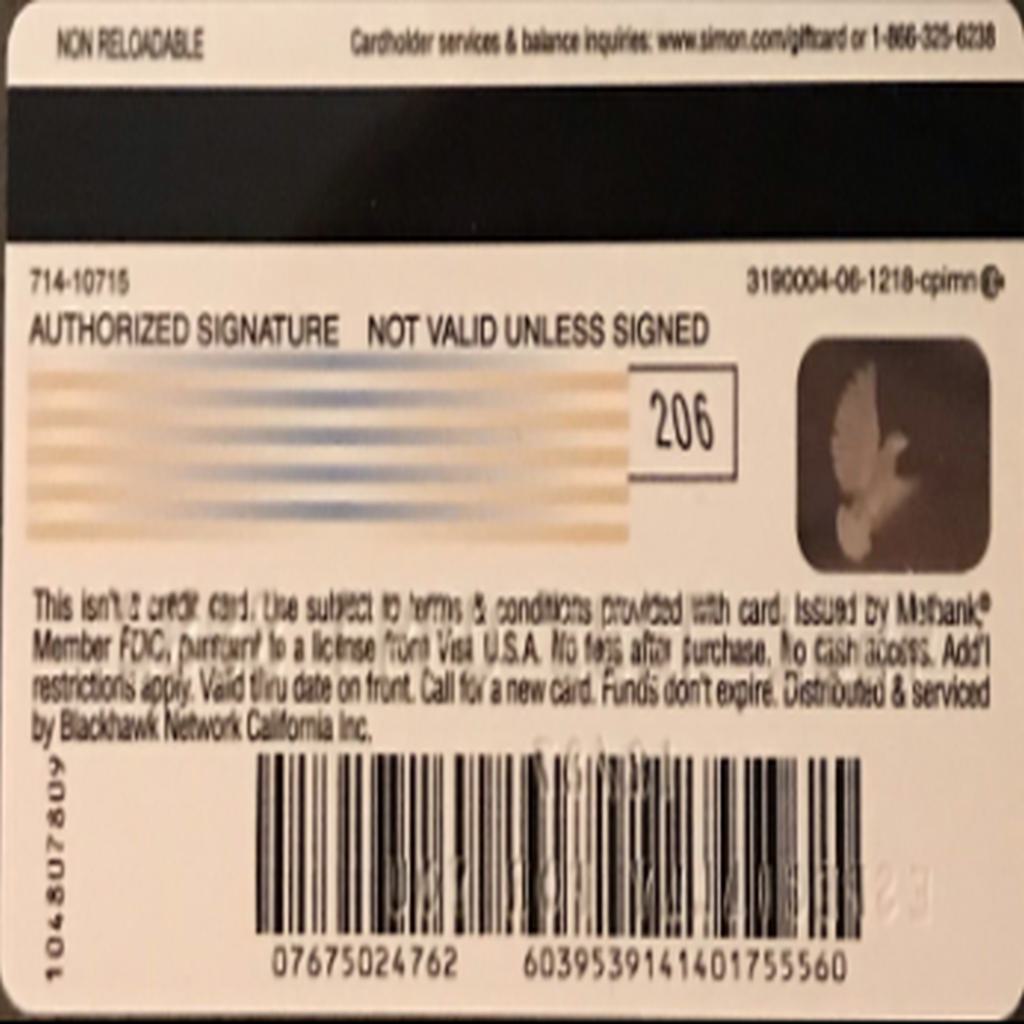 NON RELOADABLE
Cardholder services & balance inquiries: www.simon.com/giftcard or 1-866-325-6238
714-10715
3190004-06-1218-cpimn
AUTHORIZED SIGNATURE NOT VALID UNLESS SIGNED
206
This isn't a credit card. Use subject to terms & conditions provided with card. Issued by Metabank®
Member FDIC, pursuant to a license from Visa U.S.A. No fees after purchase. No cash access. Add'l
restrictions apply. Valid thru date on front. Call for a new card. Funds don't expire. Distributed & serviced
by Blackhawk Network California Inc.
104807809
07675024762 6039539141401755560